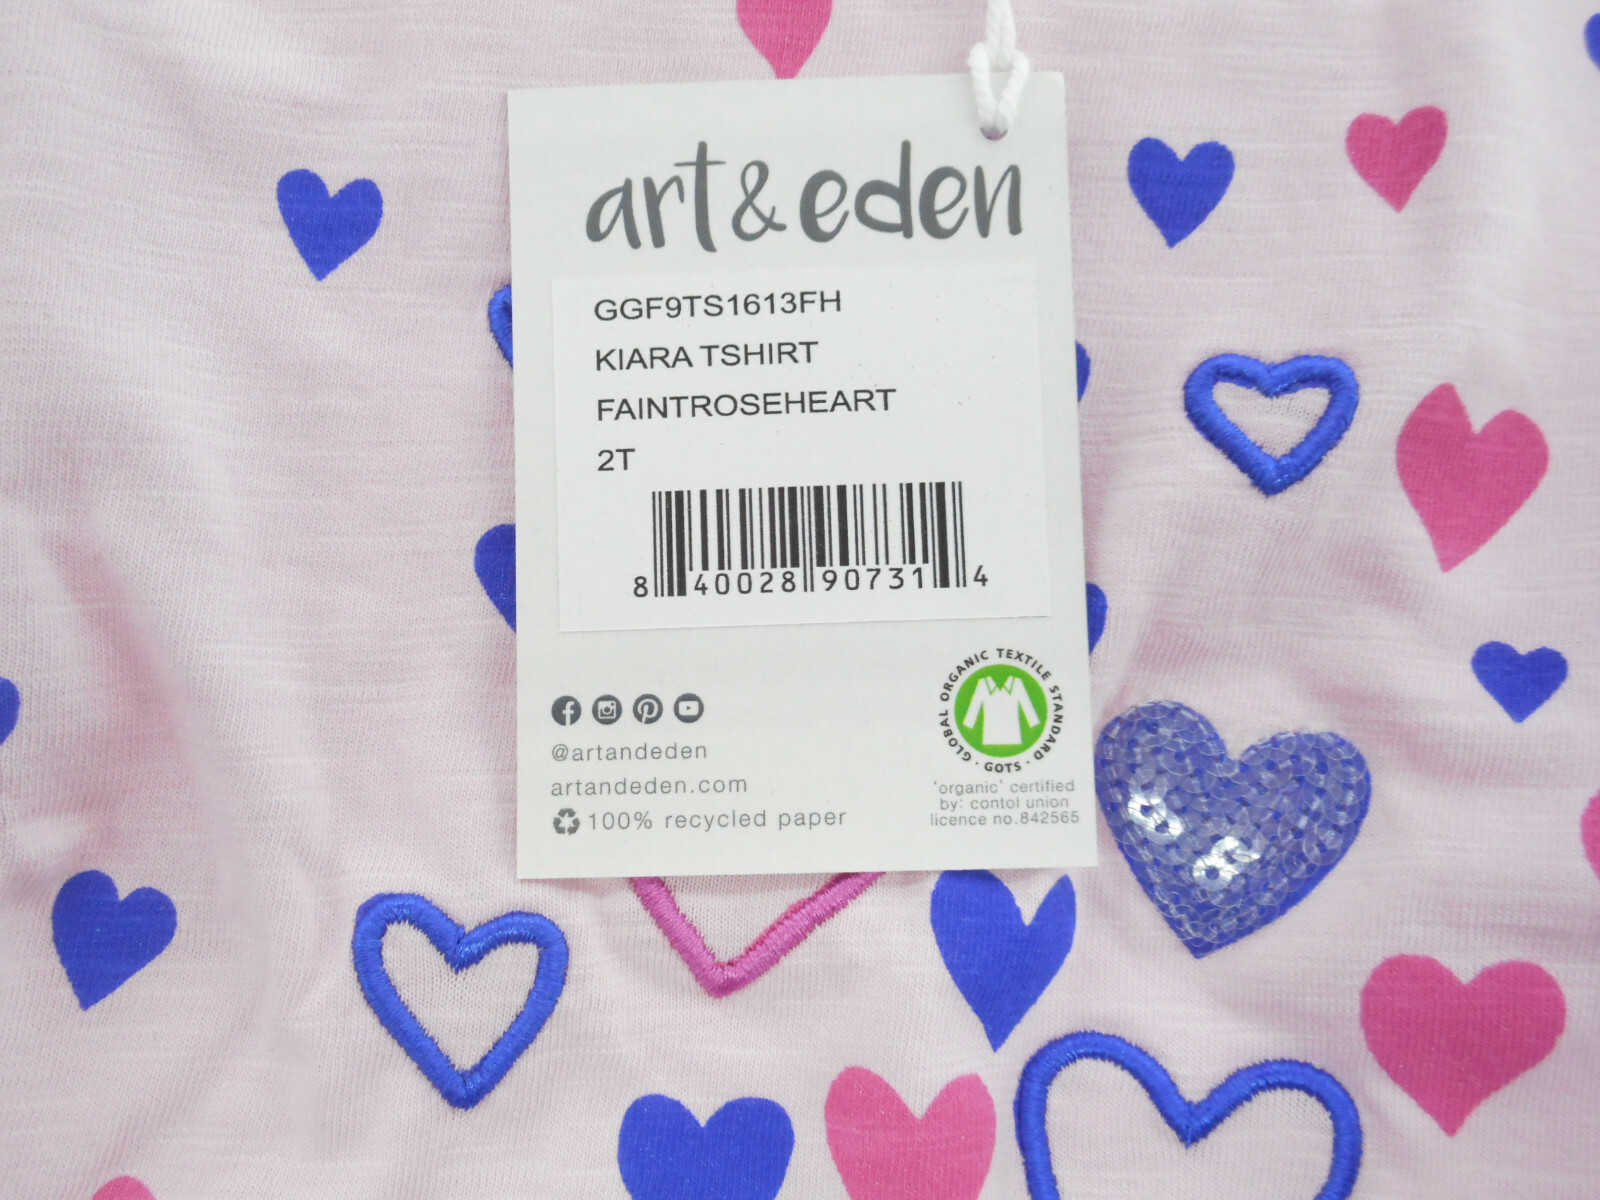 art & eden
GGF9TS1613FH
KIARA TSHIRT
FAINTROSEHEART
2T
8 40028 90731 4
@artandeden
artandeden.com
100% recycled paper
GLOBAL ORGANIC TEXTILE STANDARD · GOTS ·
'organic' certified
by: contol union
licence no.842565